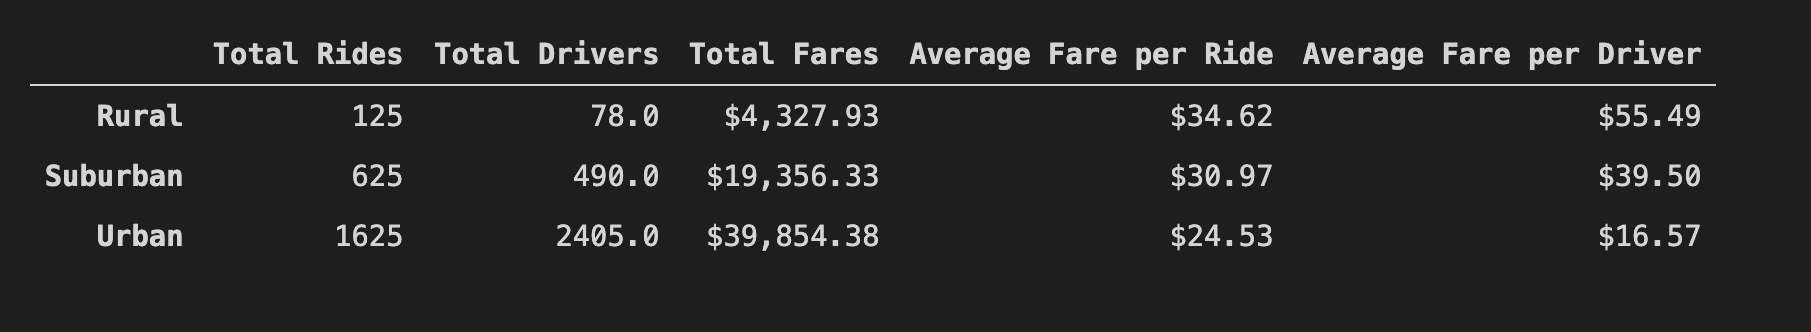 Total Rides Total Drivers Total Fares Average Fare per Ride Average Fare per Driver
Rural 125 78.0 $4,327.93 $34.62 $55.49
Suburban 625 490.0 $19,356.33 $30.97 $39.50
Urban 1625 2405.0 $39,854.38 $24.53 $16.57